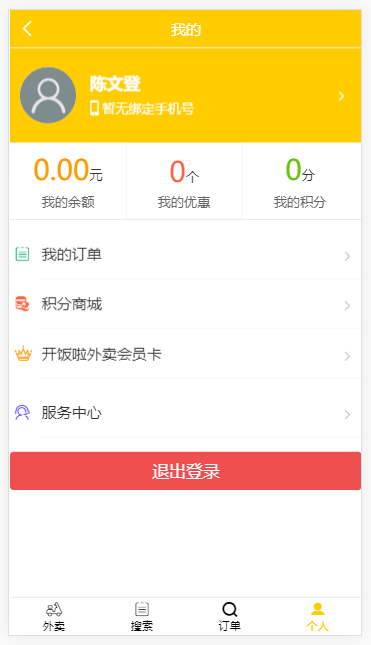 我的
陈文登
暂无绑定手机号
0.00元 0个 0分
我的余额 我的优惠 我的积分
我的订单
积分商城
开饭啦外卖会员卡
服务中心
退出登录
外卖 搜索 订单 个人